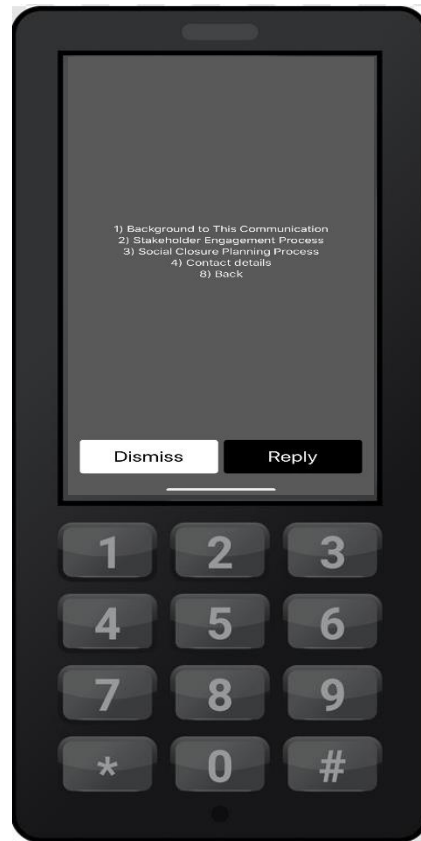 1) Background to This Communication
2) Stakeholder Engagement Process
3) Social Closure Planning Process
4) Contact details
8) Back
Dismiss Reply
1 2 3
4 5 6
7 8 9
* 0 #